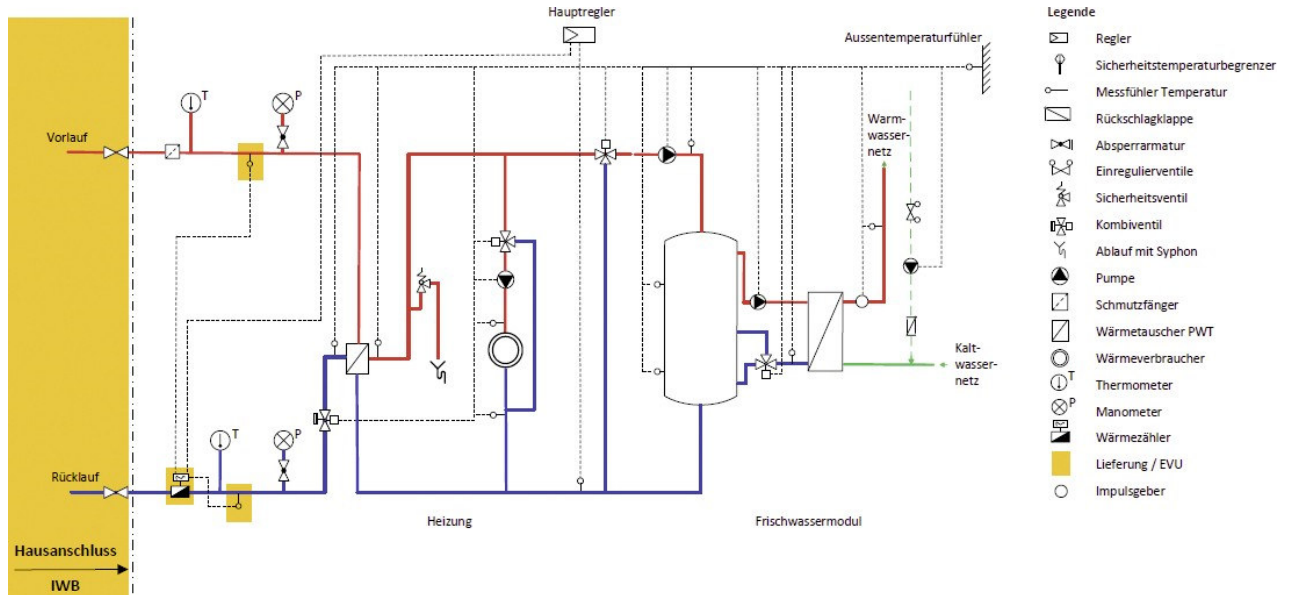 Hauptregler
Aussentemperaturfühler
T
P
Vorlauf
Warm-
wasser-
netz
Kalt-
wasser-
netz
T
P
Rücklauf
Heizung
Frischwassermodul
Hausanschluss
IWB
Legende
Regler
Sicherheitstemperaturbegrenzer
Messfühler Temperatur
Rückschlagklappe
Absperrarmatur
Einregulierventile
Sicherheitsventil
Kombiventil
Ablauf mit Syphon
Pumpe
Schmutzfänger
Wärmetauscher PWT
Wärmeverbraucher
T
Thermometer
P
Manometer
Wärmezähler
Lieferung / EVU
Impulsgeber